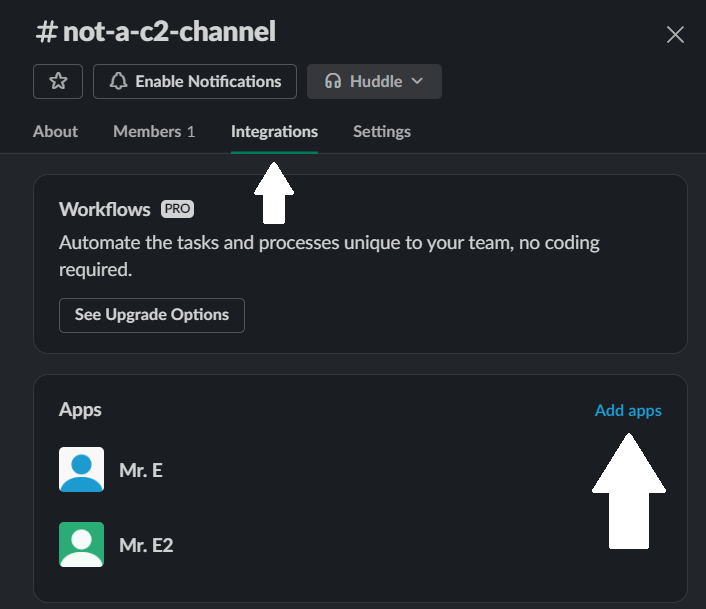 # not-a-c2-channel
Enable Notifications
Huddle
About
Members 1
Integrations
Settings
Workflows PRO
Automate the tasks and processes unique to your team, no coding
required.
See Upgrade Options
Apps
Add apps
Mr. E
Mr. E2